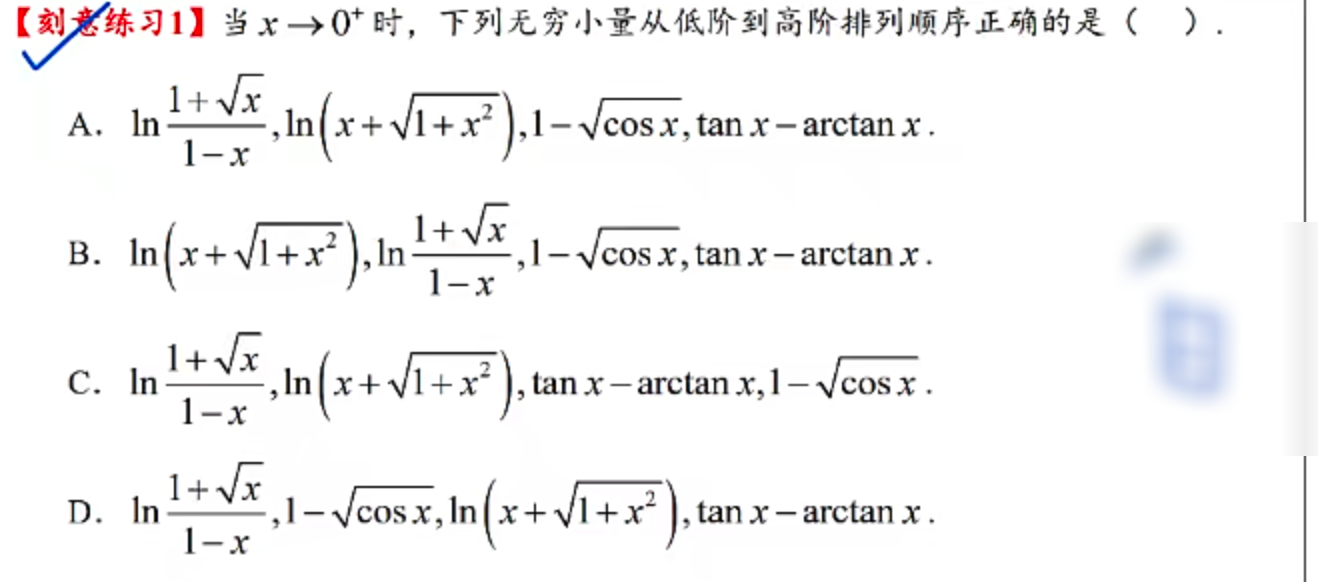 【刻意练习1】当 x→0⁺ 时，下列无穷小量从低阶到高阶排列顺序正确的是（ ）.
A. ln (1+√x)/(1−x), ln(x+√(1+x²)), 1−√(cos x), tan x−arctan x.
B. ln(x+√(1+x²)), ln (1+√x)/(1−x), 1−√(cos x), tan x−arctan x.
C. ln (1+√x)/(1−x), ln(x+√(1+x²)), tan x−arctan x, 1−√(cos x).
D. ln (1+√x)/(1−x), 1−√(cos x), ln(x+√(1+x²)), tan x−arctan x.